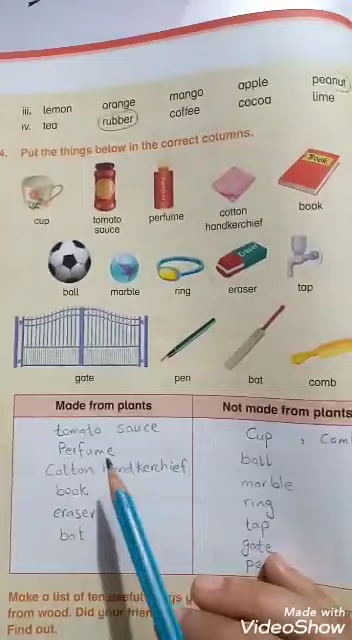 iii. lemon orange mango apple peanut
iv. tea rubber coffee cocoa lime
4. Put the things below in the correct columns.
Book
cup tomato sauce perfume cotton handkerchief book
Eraser
ball marble ring eraser tap
gate pen bat comb
Made from plants Not made from plants
tomato sauce Cup , Com
Perfume ball
Cotton handkerchief marble
book ring
eraser tap
bat gate
pe
Make a list of ten useful
from wood. Did your
Find out.
Made with
VideoShow